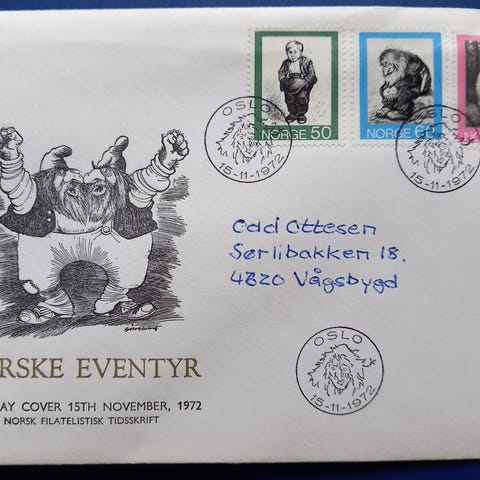 NORGE 50
NORGE 60
OSLO
15-11-1972
OSLO
15-11-1972
Odd Ottesen
Sørlibakken 18.
4620 Vågsbygd
OSLO
15-11-1972
RSKE EVENTYR
AY COVER 15TH NOVEMBER, 1972
NORSK FILATELISTISK TIDSSKRIFT